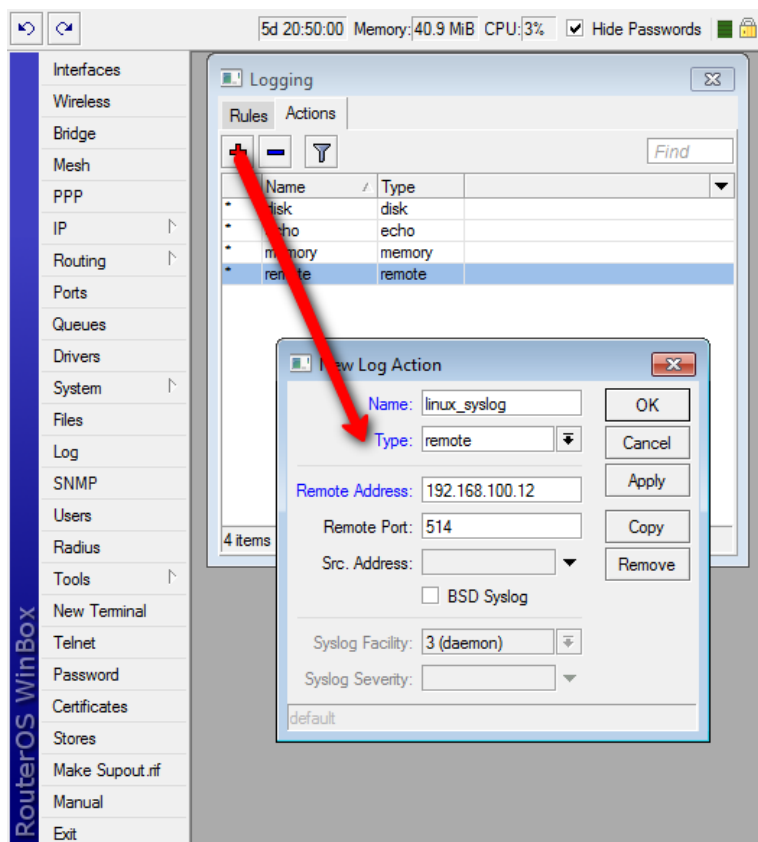 5d 20:50:00 Memory: 40.9 MiB CPU: 3% Hide Passwords
RouterOS WinBox
Interfaces
Wireless
Bridge
Mesh
PPP
IP
Routing
Ports
Queues
Drivers
System
Files
Log
SNMP
Users
Radius
Tools
New Terminal
Telnet
Password
Certificates
Stores
Make Supout.rif
Manual
Exit
Logging
Rules Actions
Find
Name Type
* disk disk
* echo echo
* memory memory
* remote remote
4 items
New Log Action
Name: linux_syslog
Type: remote
Remote Address: 192.168.100.12
Remote Port: 514
Src. Address:
BSD Syslog
Syslog Facility: 3 (daemon)
Syslog Severity:
default
OK
Cancel
Apply
Copy
Remove